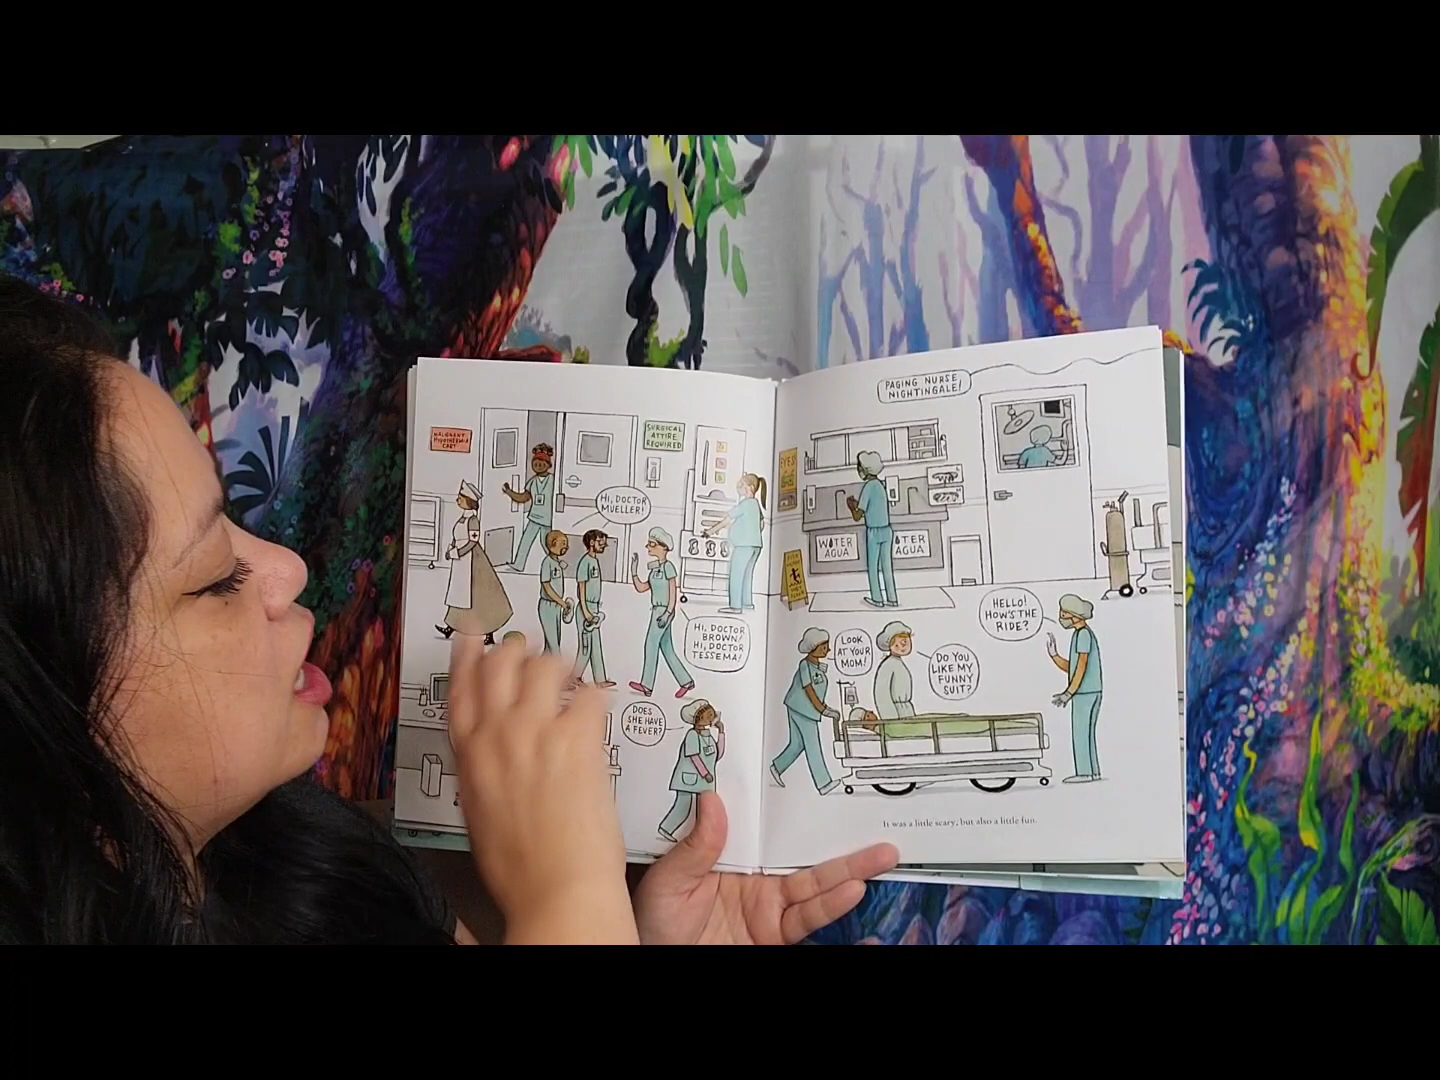 MALIGNANT
HYPOTHERMIA
CART
SURGICAL
ATTIRE
REQUIRED
HI, DOCTOR
MUELLER!
HI, DOCTOR
BROWN!
HI, DOCTOR
TESSEMA!
DOES
SHE HAVE
A FEVER?
PAGING NURSE
NIGHTINGALE!
EYES
WATER
AGUA
WATER
AGUA
HELLO!
HOW'S THE
RIDE?
LOOK
AT YOUR
MOM!
DO YOU
LIKE MY
FUNNY
SUIT?
It was a little scary, but also a little fun.